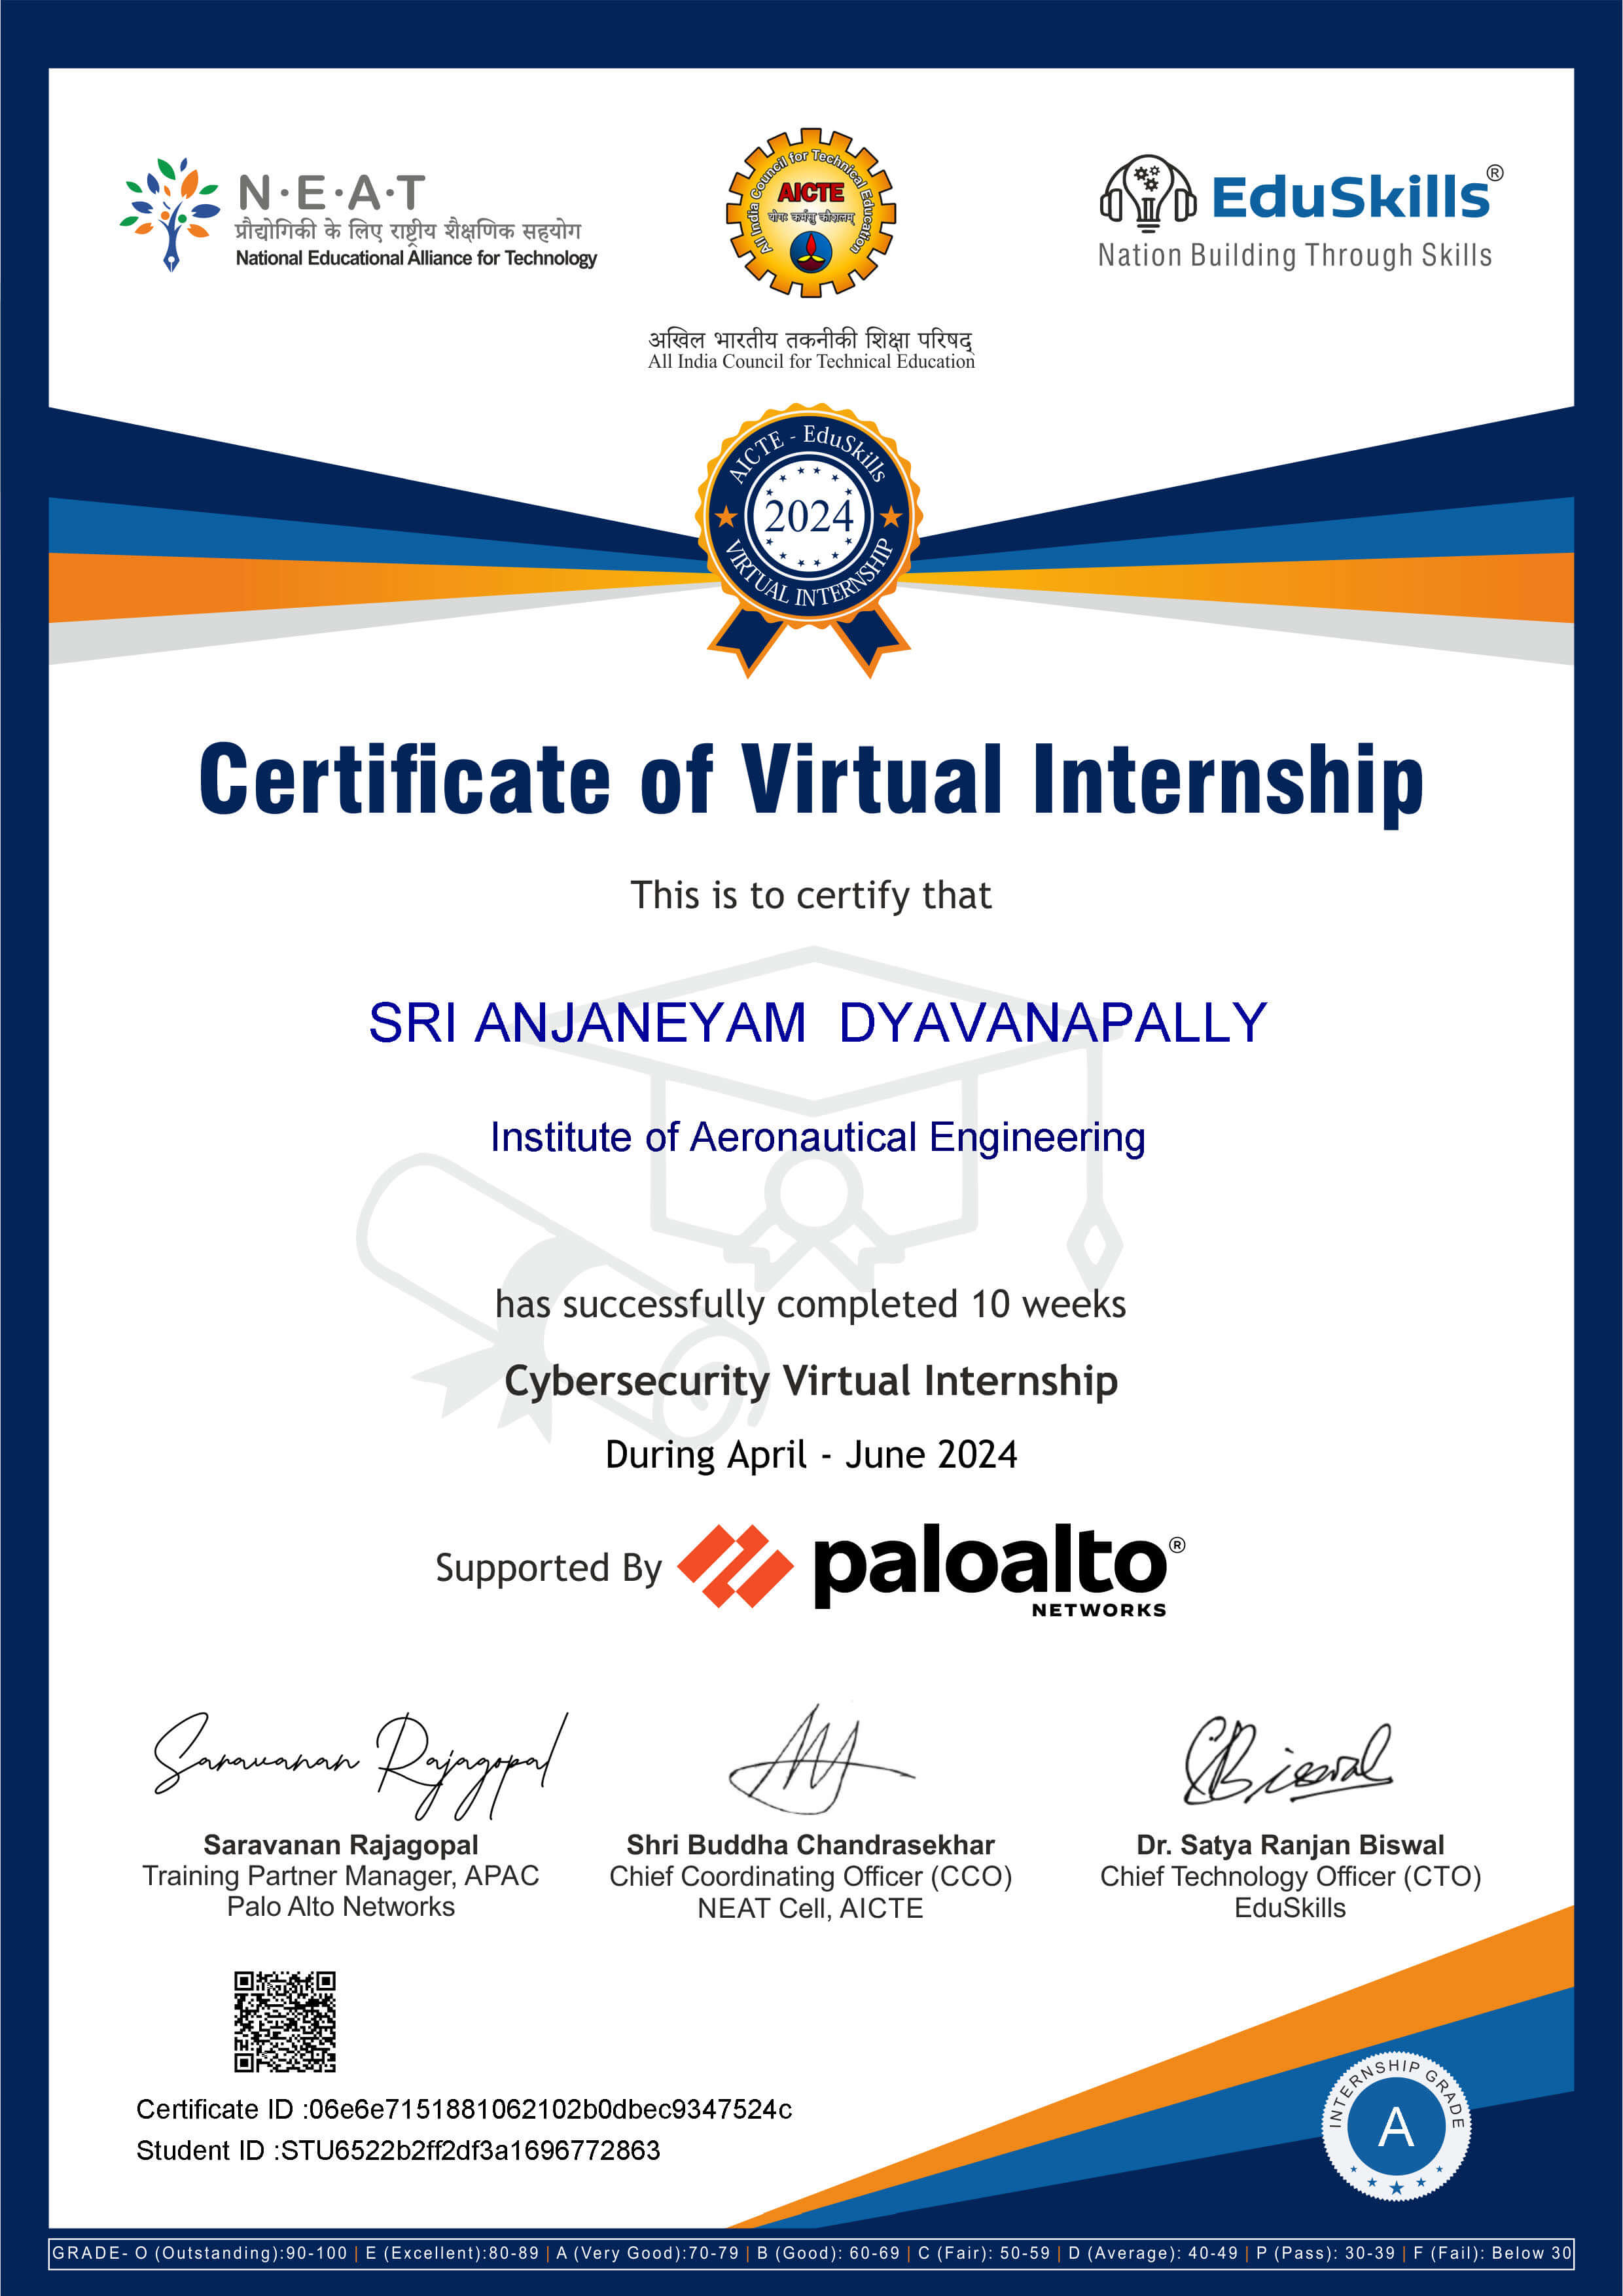 N·E·A·T
प्रौद्योगिकी के लिए राष्ट्रीय शैक्षणिक सहयोग
National Educational Alliance for Technology
All India Council for Technical Education
AICTE
योगः कर्मसु कौशलम्
अखिल भारतीय तकनीकी शिक्षा परिषद्
All India Council for Technical Education
EduSkills®
Nation Building Through Skills
AICTE - EduSkills
2024
VIRTUAL INTERNSHIP
Certificate of Virtual Internship
This is to certify that
SRI ANJANEYAM DYAVANAPALLY
Institute of Aeronautical Engineering
has successfully completed 10 weeks
Cybersecurity Virtual Internship
During April - June 2024
Supported By paloalto®
NETWORKS
Saravanan Rajagopal
Saravanan Rajagopal
Training Partner Manager, APAC
Palo Alto Networks
Shri Buddha Chandrasekhar
Chief Coordinating Officer (CCO)
NEAT Cell, AICTE
SRBiswal
Dr. Satya Ranjan Biswal
Chief Technology Officer (CTO)
EduSkills
Certificate ID :06e6e7151881062102b0dbec9347524c
Student ID :STU6522b2ff2df3a1696772863
INTERNSHIP GRADE
A
GRADE- O (Outstanding):90-100 | E (Excellent):80-89 | A (Very Good):70-79 | B (Good): 60-69 | C (Fair): 50-59 | D (Average): 40-49 | P (Pass): 30-39 | F (Fail): Below 30